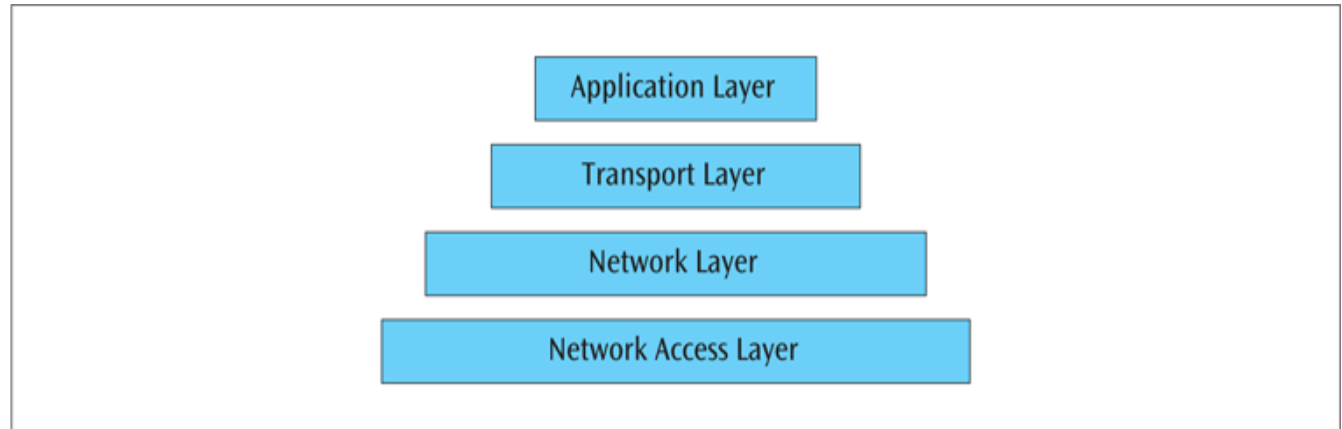 Application Layer
Transport Layer
Network Layer
Network Access Layer